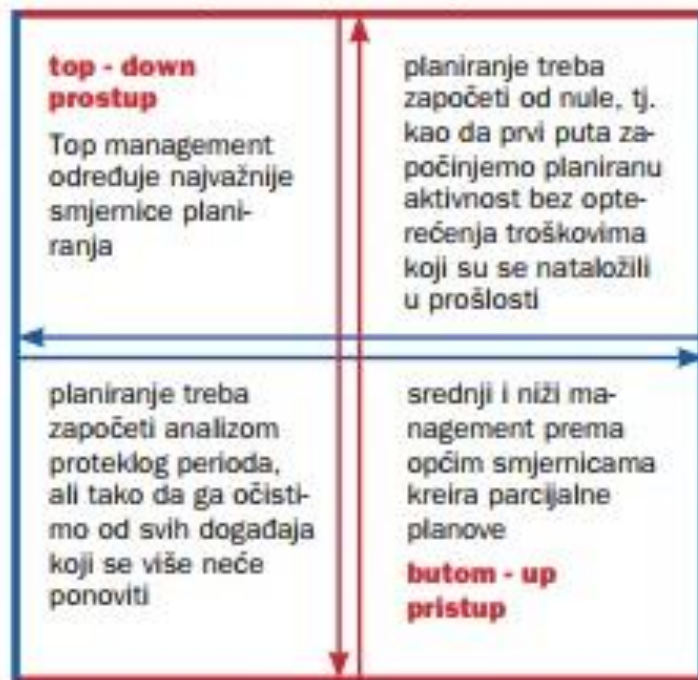 top - down
prostup
Top management
određuje najvažnije
smjernice plani-
ranja
planiranje treba
započeti od nule, tj.
kao da prvi puta za-
počinjemo planiranu
aktivnost bez opte-
rećenja troškovima
koji su se nataložili
u prošlosti
planiranje treba
započeti analizom
proteklog perioda,
ali tako da ga očisti-
mo od svih događaja
koji se više neće
ponoviti
srednji i niži ma-
nagement prema
općim smjernicama
kreira parcijalne
planove
butom - up
pristup